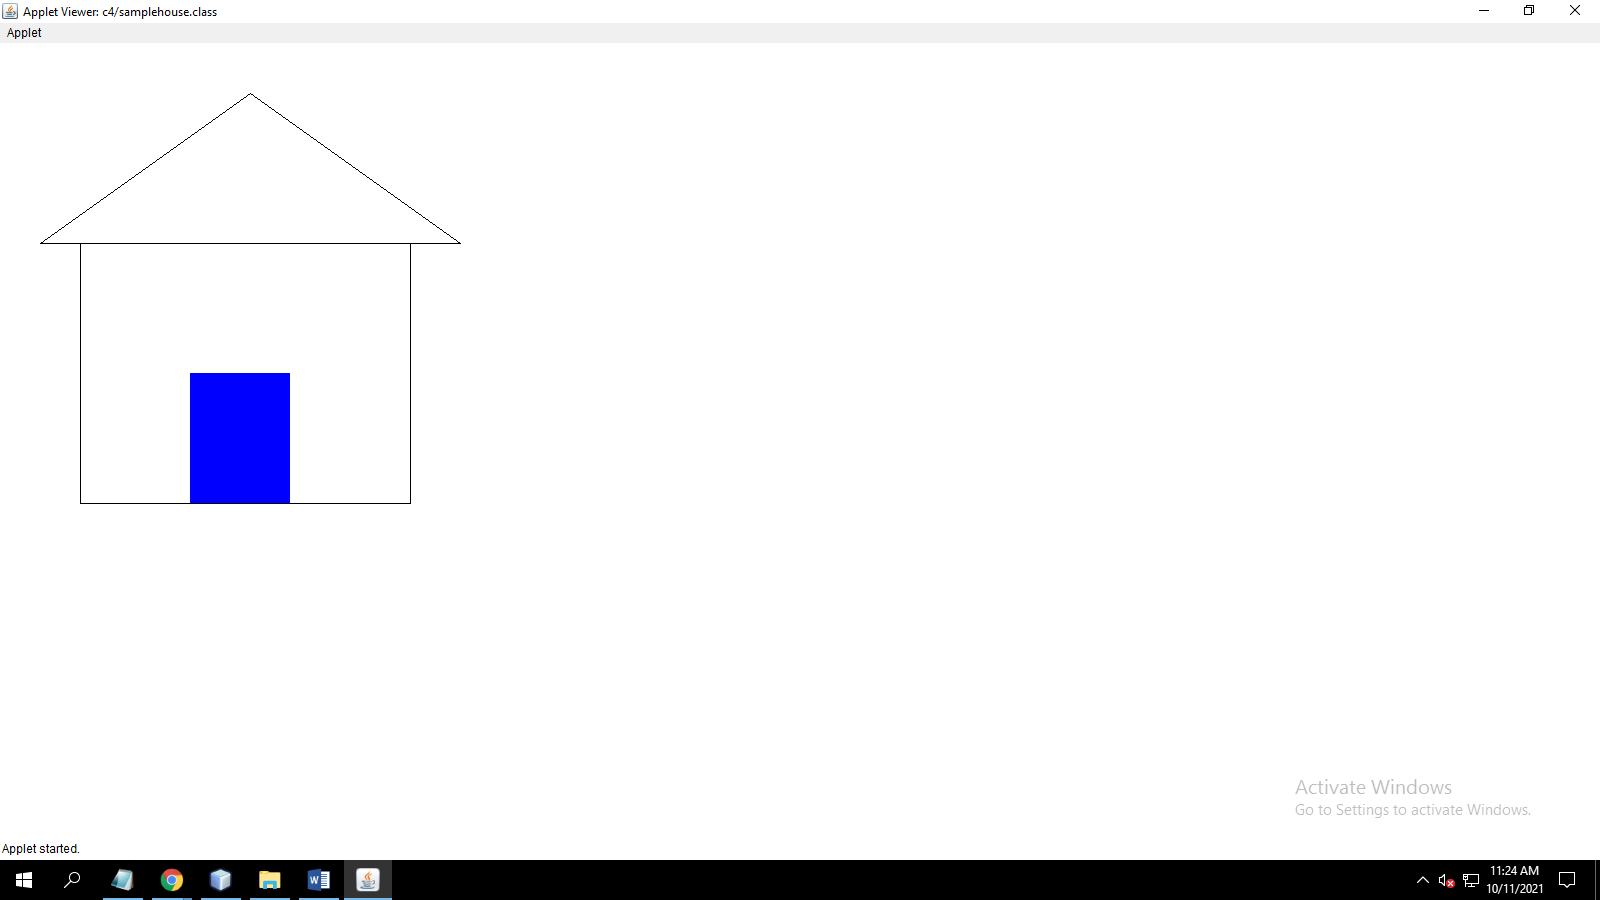 Applet Viewer: c4/samplehouse.class
Applet
Activate Windows
Go to Settings to activate Windows.
Applet started.
11:24 AM
10/11/2021